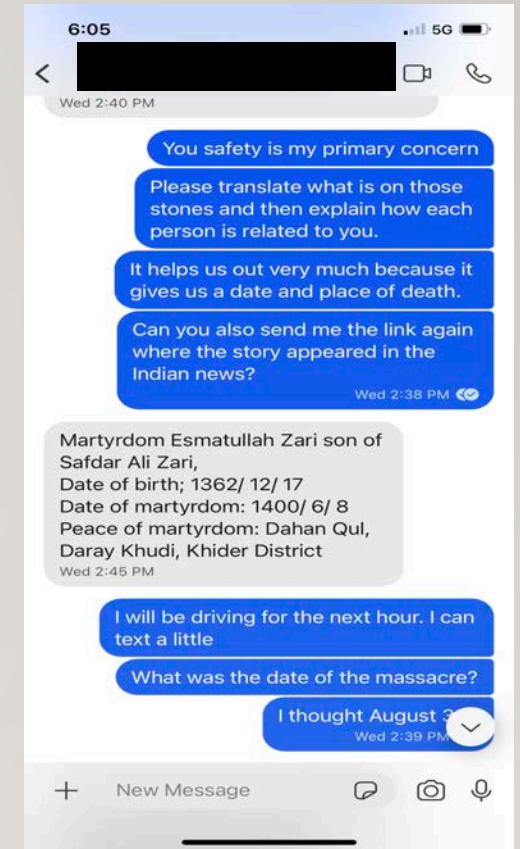 6:05
5G
Wed 2:40 PM
You safety is my primary concern
Please translate what is on those
stones and then explain how each
person is related to you.
It helps us out very much because it
gives us a date and place of death.
Can you also send me the link again
where the story appeared in the
Indian news?
Wed 2:38 PM
Martyrdom Esmatullah Zari son of
Safdar Ali Zari,
Date of birth; 1362/ 12/ 17
Date of martyrdom: 1400/ 6/ 8
Peace of martyrdom: Dahan Qul,
Daray Khudi, Khider District
Wed 2:45 PM
I will be driving for the next hour. I can
text a little
What was the date of the massacre?
I thought August
Wed 2:39 PM
New Message